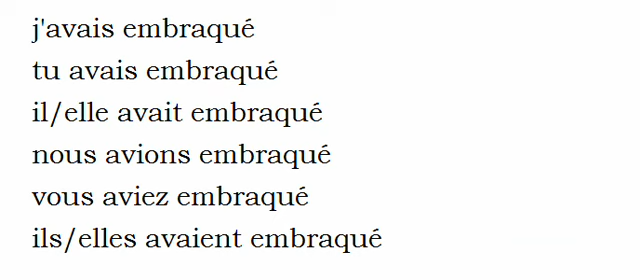 j'avais embraqué
tu avais embraqué
il/elle avait embraqué
nous avions embraqué
vous aviez embraqué
ils/elles avaient embraqué